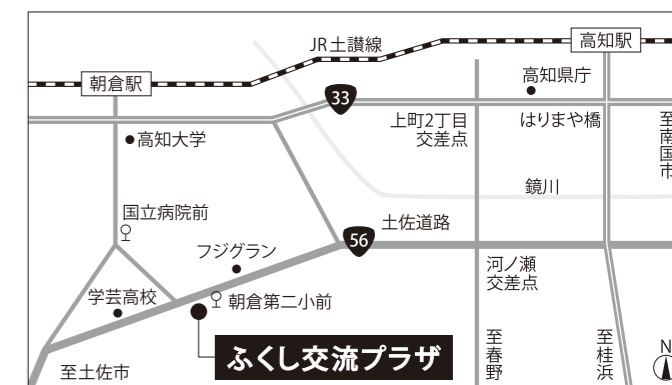 JR土讃線
高知駅
朝倉駅
高知県庁
33
上町2丁目
交差点
はりまや橋
至南国市
高知大学
鏡川
国立病院前
土佐道路
56
フジグラン
河ノ瀬
交差点
学芸高校
朝倉第二小前
ふくし交流プラザ
至春野
至桂浜
N
至土佐市